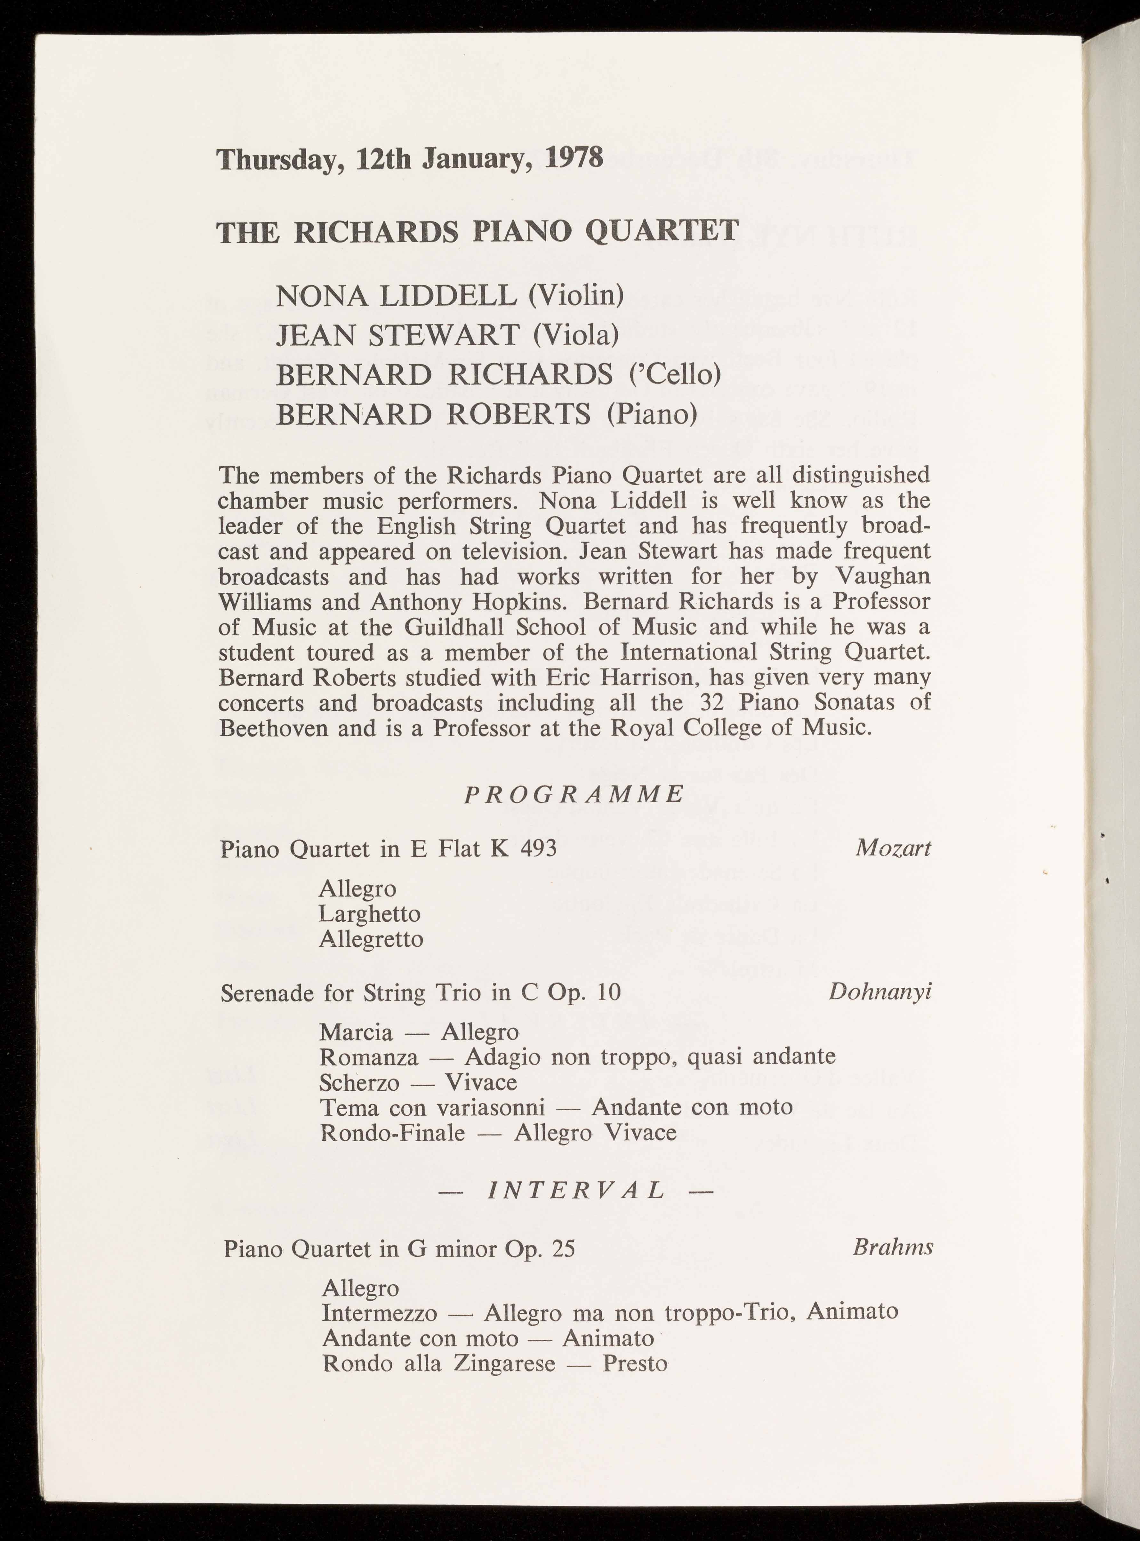 Thursday, 12th January, 1978
THE RICHARDS PIANO QUARTET
NONA LIDDELL (Violin)
JEAN STEWART (Viola)
BERNARD RICHARDS ('Cello)
BERNARD ROBERTS (Piano)
The members of the Richards Piano Quartet are all distinguished
chamber music performers. Nona Liddell is well know as the
leader of the English String Quartet and has frequently broad-
cast and appeared on television. Jean Stewart has made frequent
broadcasts and has had works written for her by Vaughan
Williams and Anthony Hopkins. Bernard Richards is a Professor
of Music at the Guildhall School of Music and while he was a
student toured as a member of the International String Quartet.
Bernard Roberts studied with Eric Harrison, has given very many
concerts and broadcasts including all the 32 Piano Sonatas of
Beethoven and is a Professor at the Royal College of Music.
PROGRAMME
Piano Quartet in E Flat K 493 Mozart
Allegro
Larghetto
Allegretto
Serenade for String Trio in C Op. 10 Dohnanyi
Marcia — Allegro
Romanza — Adagio non troppo, quasi andante
Scherzo — Vivace
Tema con variasonni — Andante con moto
Rondo-Finale — Allegro Vivace
— INTERVAL —
Piano Quartet in G minor Op. 25 Brahms
Allegro
Intermezzo — Allegro ma non troppo-Trio, Animato
Andante con moto — Animato
Rondo alla Zingarese — Presto